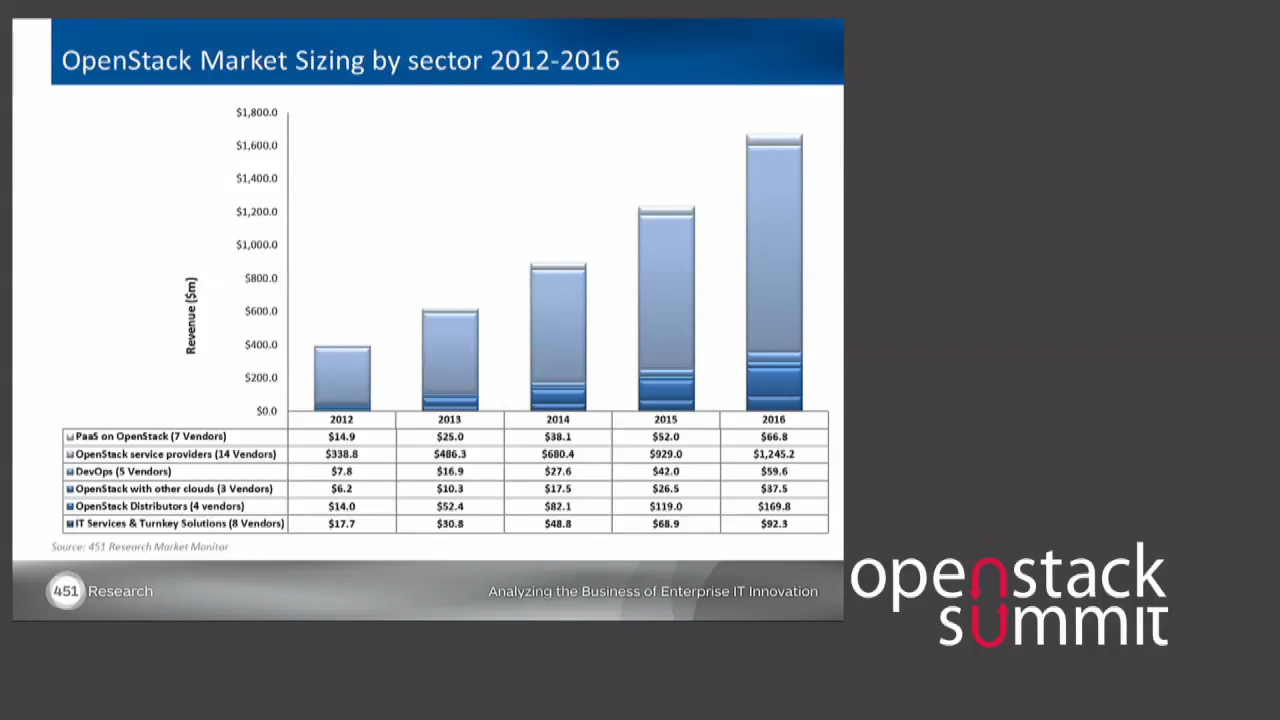 OpenStack Market Sizing by sector 2012-2016
$1,800.0
$1,600.0
$1,400.0
$1,200.0
$1,000.0
$800.0
$600.0
$400.0
$200.0
$0.0
Revenue ($m)
2012 2013 2014 2015 2016
PaaS on OpenStack (7 Vendors) $14.9 $25.0 $38.1 $52.0 $66.8
OpenStack service providers (14 Vendors) $338.8 $486.3 $680.4 $929.0 $1,245.2
DevOps (5 Vendors) $7.8 $16.9 $27.6 $42.0 $59.6
OpenStack with other clouds (3 Vendors) $6.2 $10.3 $17.5 $26.5 $37.5
OpenStack Distributors (4 vendors) $14.0 $52.4 $82.1 $119.0 $169.8
IT Services & Turnkey Solutions (8 Vendors) $17.7 $30.8 $48.8 $68.9 $92.3
Source: 451 Research Market Monitor
451 Research
Analyzing the Business of Enterprise IT Innovation
openstack
summit